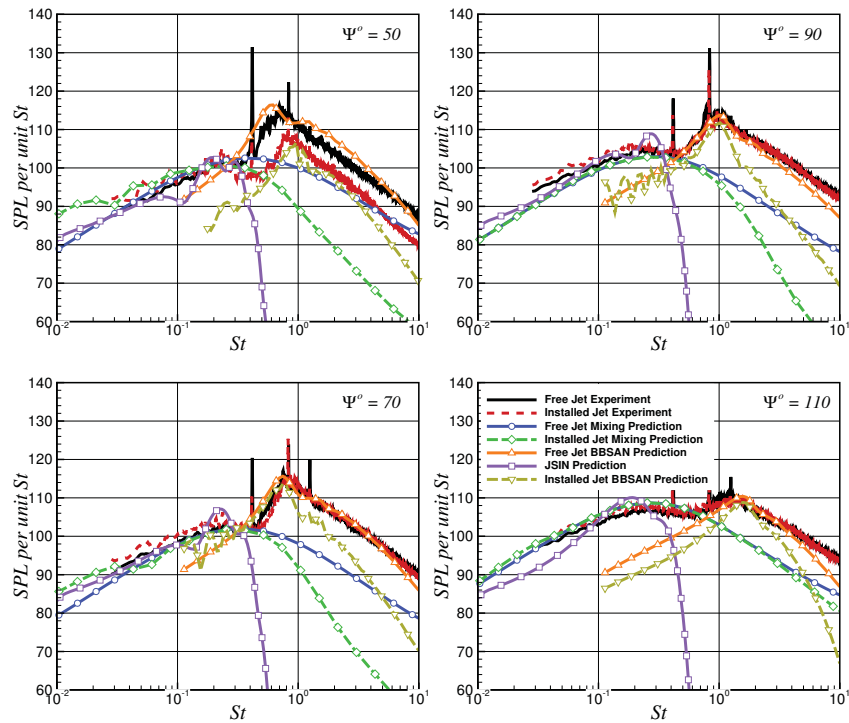 Ψ° = 50
SPL per unit St
140
130
120
110
100
90
80
70
60
10⁻² 10⁻¹ 10⁰ 10¹
St
Ψ° = 90
SPL per unit St
140
130
120
110
100
90
80
70
60
10⁻² 10⁻¹ 10⁰ 10¹
St
Ψ° = 70
SPL per unit St
140
130
120
110
100
90
80
70
60
10⁻² 10⁻¹ 10⁰ 10¹
St
Ψ° = 110
Free Jet Experiment
Installed Jet Experiment
Free Jet Mixing Prediction
Installed Jet Mixing Prediction
Free Jet BBSAN Prediction
JSIN Prediction
Installed Jet BBSAN Prediction
SPL per unit St
140
130
120
110
100
90
80
70
60
10⁻² 10⁻¹ 10⁰ 10¹
St